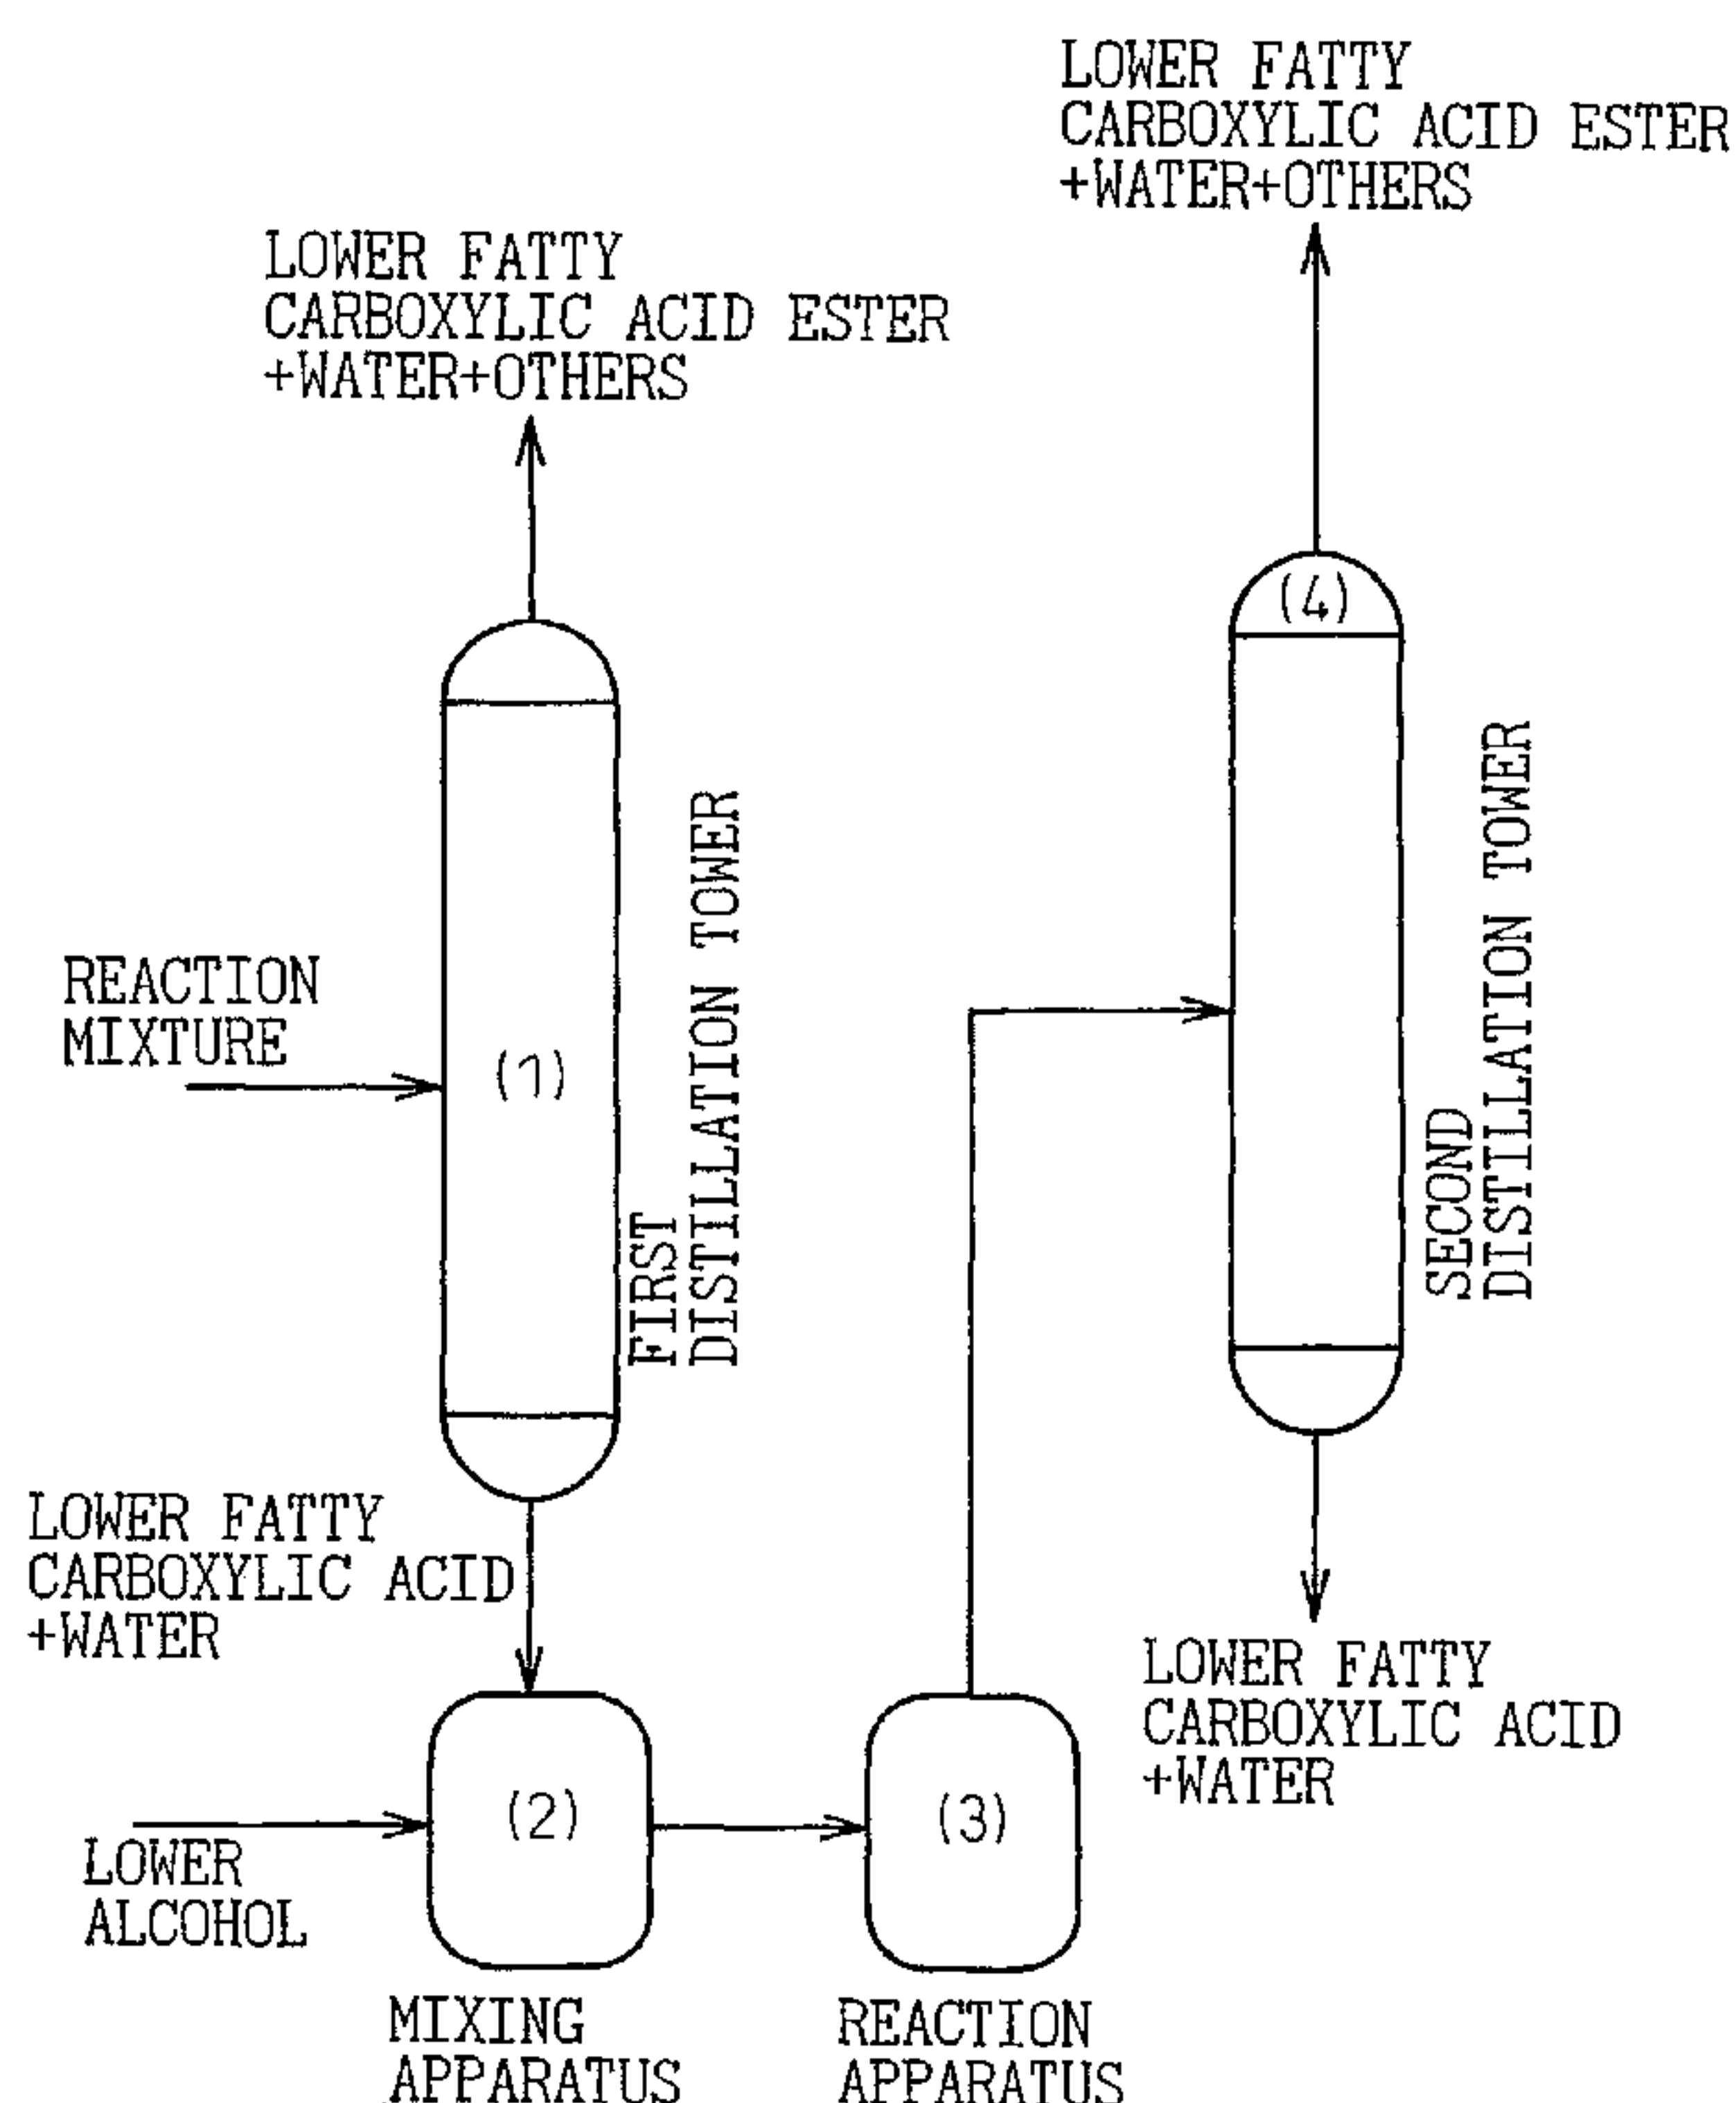 LOWER FATTY
CARBOXYLIC ACID ESTER
+WATER+OTHERS
LOWER FATTY
CARBOXYLIC ACID ESTER
+WATER+OTHERS
(4)
REACTION
MIXTURE
(1)
FIRST
DISTILLATION TOWER
SECOND
DISTILLATION TOWER
LOWER FATTY
CARBOXYLIC ACID
+WATER
LOWER FATTY
CARBOXYLIC ACID
+WATER
(2)
(3)
LOWER
ALCOHOL
MIXING
APPARATUS
REACTION
APPARATUS